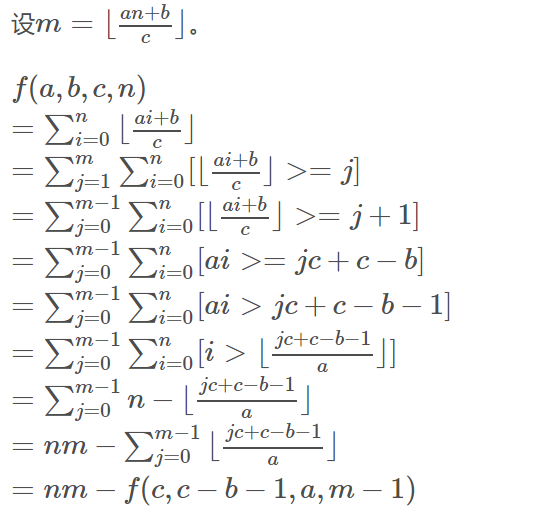 设m = ⌊(an+b)/c⌋。
f(a, b, c, n)
= ∑_{i=0}^{n} ⌊(ai+b)/c⌋
= ∑_{j=1}^{m} ∑_{i=0}^{n} [⌊(ai+b)/c⌋ >= j]
= ∑_{j=0}^{m−1} ∑_{i=0}^{n} [⌊(ai+b)/c⌋ >= j + 1]
= ∑_{j=0}^{m−1} ∑_{i=0}^{n} [ai >= jc + c − b]
= ∑_{j=0}^{m−1} ∑_{i=0}^{n} [ai > jc + c − b − 1]
= ∑_{j=0}^{m−1} ∑_{i=0}^{n} [i > ⌊(jc+c−b−1)/a⌋]
= ∑_{j=0}^{m−1} n − ⌊(jc+c−b−1)/a⌋
= nm − ∑_{j=0}^{m−1} ⌊(jc+c−b−1)/a⌋
= nm − f(c, c − b − 1, a, m − 1)